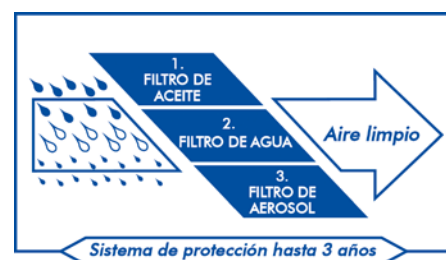 1.
FILTRO DE
ACEITE
2.
FILTRO DE AGUA
3.
FILTRO DE
AEROSOL
Aire limpio
Sistema de protección hasta 3 años